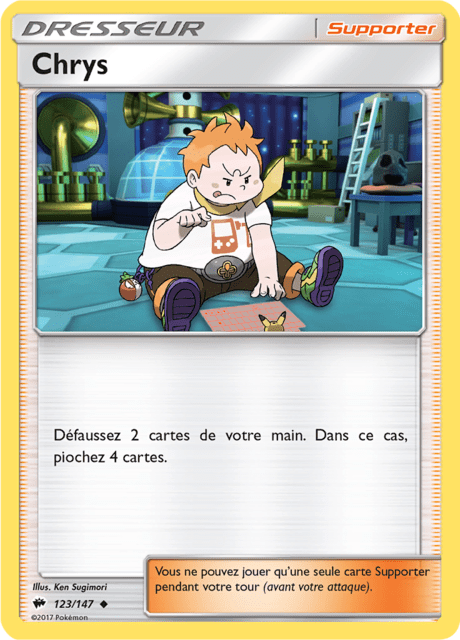 DRESSEUR Supporter
Chrys
Défaussez 2 cartes de votre main. Dans ce cas,
piochez 4 cartes.
Vous ne pouvez jouer qu'une seule carte Supporter
pendant votre tour (avant votre attaque).
Illus. Ken Sugimori
123/147
©2017 Pokémon